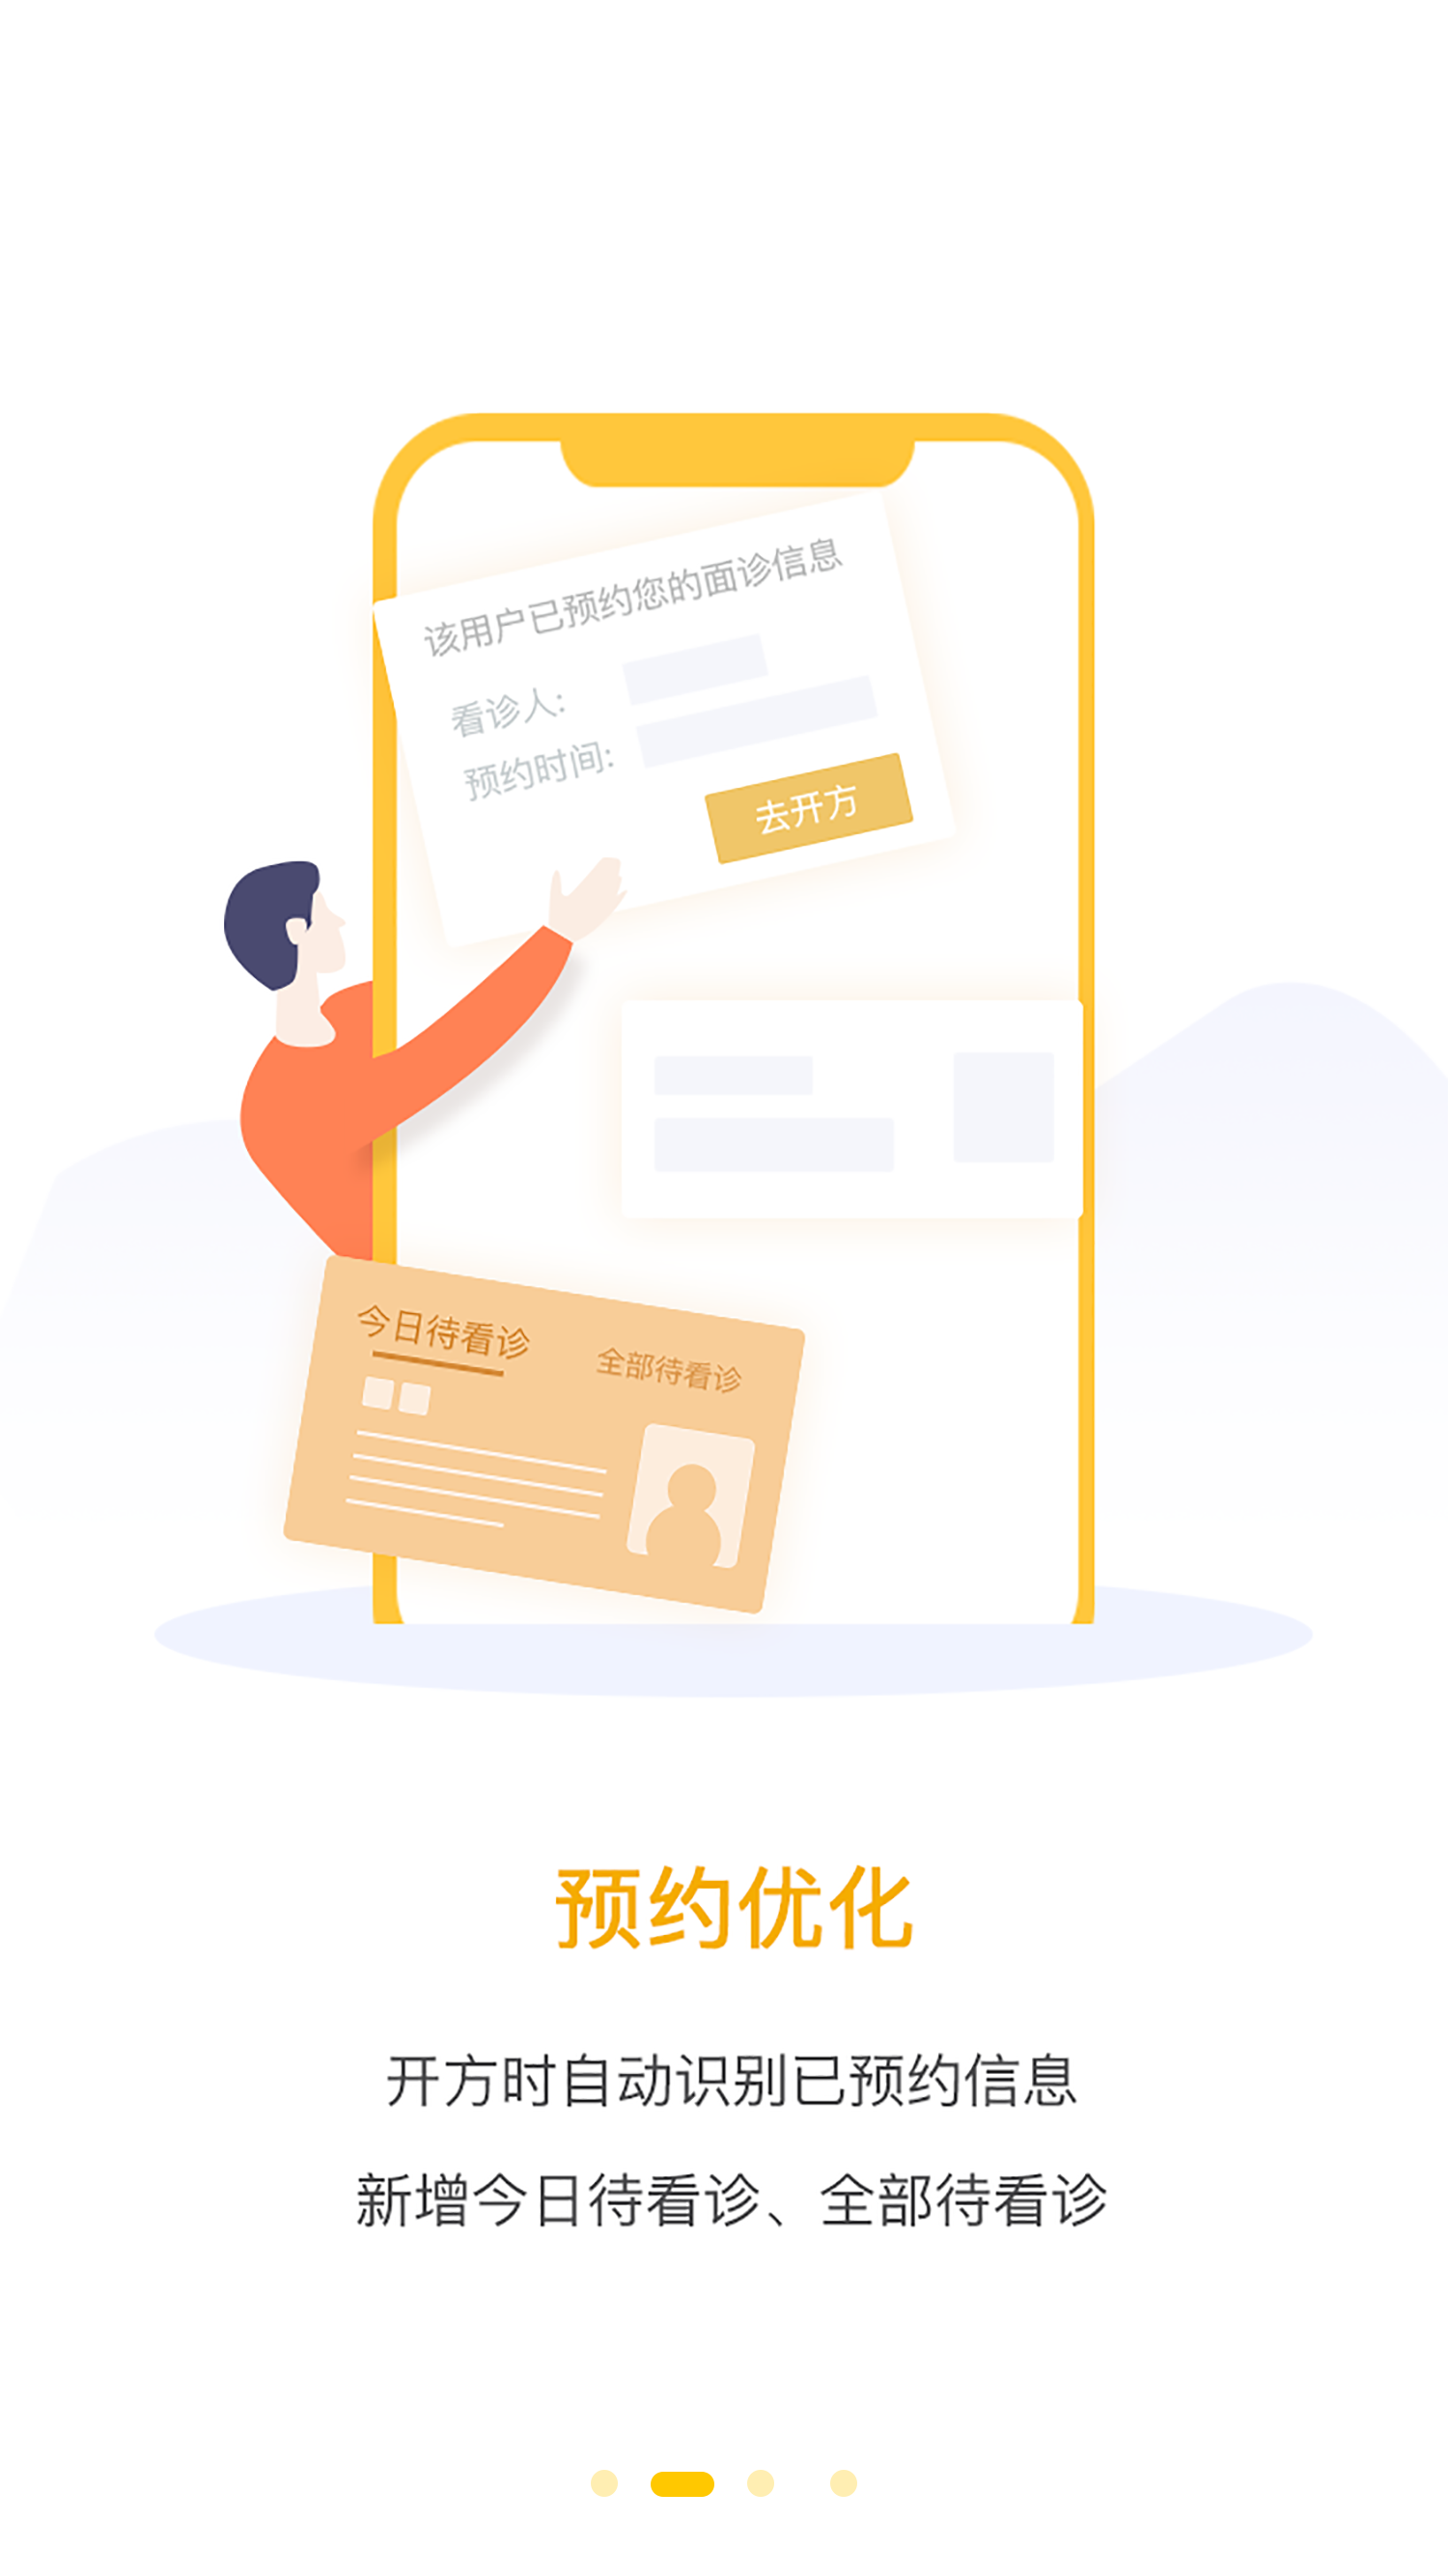 该用户已预约您的面诊信息
看诊人:
预约时间:
去开方
今日待看诊
全部待看诊
预约优化
开方时自动识别已预约信息
新增今日待看诊、全部待看诊